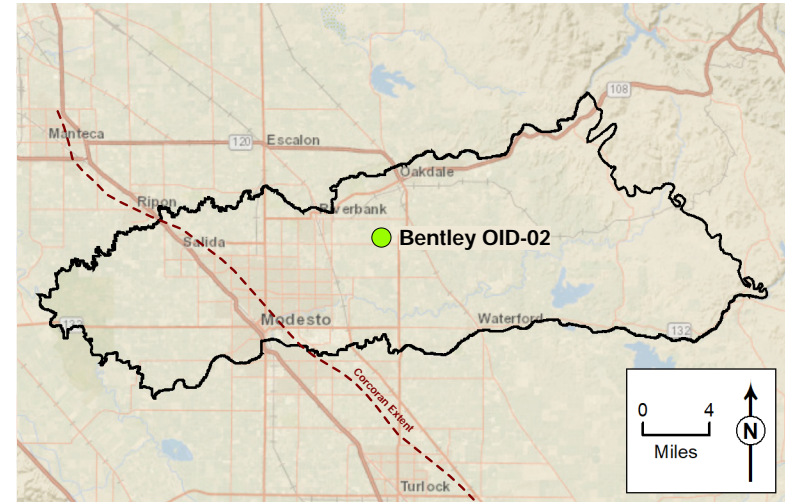 108
Manteca
120
Escalon
Oakdale
Ripon
Riverbank
Salida
Bentley OID-02
132
Modesto
Waterford
132
Corcoran Extent
Turlock
0 4
Miles
N